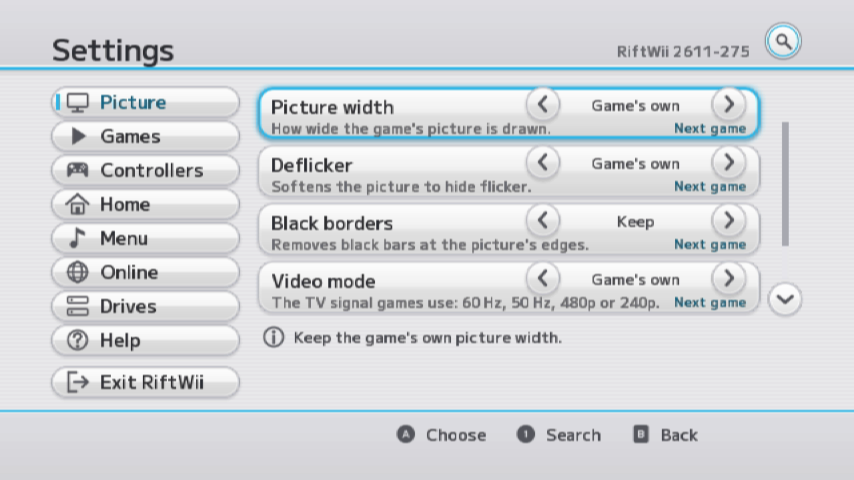 Settings
RiftWii 2611-275
Picture
Games
Controllers
Home
Menu
Online
Drives
Help
Exit RiftWii
Picture width
Game's own
How wide the game's picture is drawn.
Next game
Deflicker
Game's own
Softens the picture to hide flicker.
Next game
Black borders
Keep
Removes black bars at the picture's edges.
Next game
Video mode
Game's own
The TV signal games use: 60 Hz, 50 Hz, 480p or 240p.
Next game
Keep the game's own picture width.
A Choose
1 Search
B Back